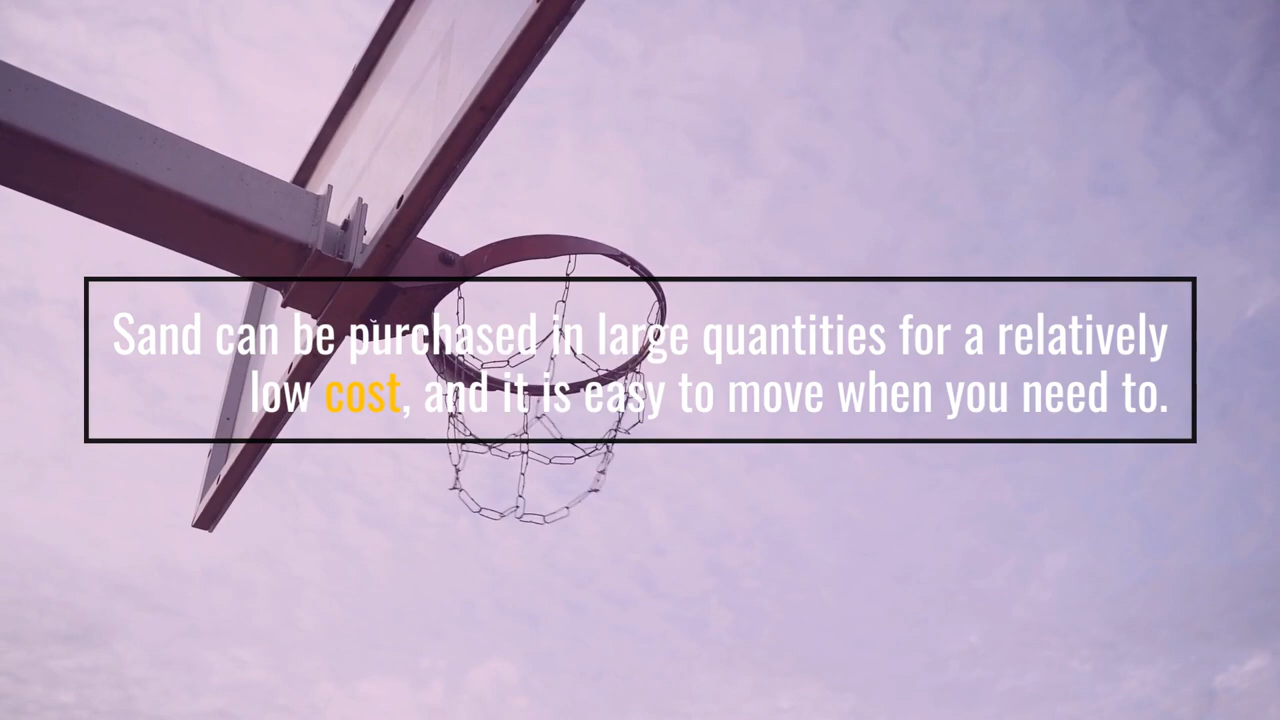 Sand can be purchased in large quantities for a relatively
low cost, and it is easy to move when you need to.